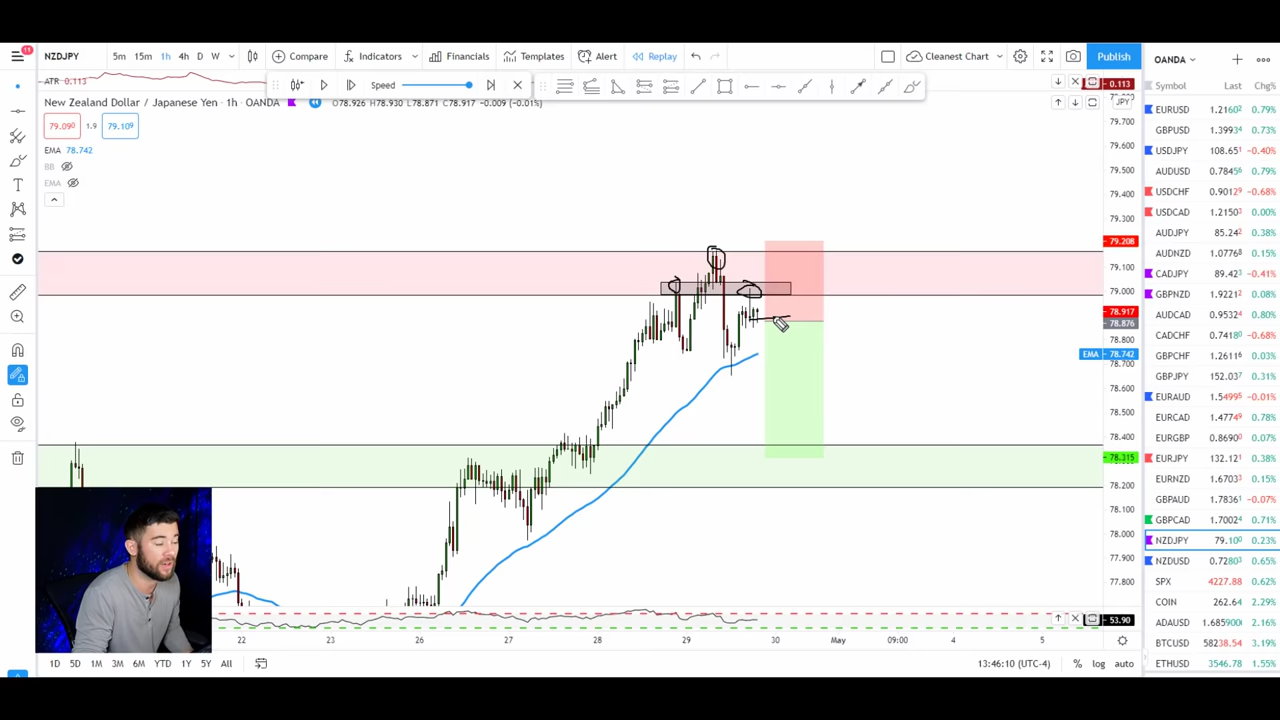 11
NZDJPY 5m 15m 1h 4h D W Compare Indicators Financials Templates Alert Replay Cleanest Chart Publish
ATR Speed 0.113
New Zealand Dollar / Japanese Yen · 1h · OANDA O78.926 H78.930 L78.871 C78.917 -0.009 (-0.01%) JPY
79.090 1.9 79.109
EMA 78.742
BB
EMA
79.700
79.600
79.500
79.400
79.300
79.208
79.100
79.000
78.917
78.876
78.800
EMA 78.742
78.700
78.600
78.500
78.400
78.315
78.200
78.100
78.000
77.900
77.800
53.90
22 23 26 27 28 29 30 May 09:00 4 5
1D 5D 1M 3M 6M YTD 1Y 5Y All 13:46:10 (UTC-4) % log auto
OANDA
Symbol Last Chg%
EURUSD 1.21602 0.79%
GBPUSD 1.39934 0.79%
USDJPY 108.651 -0.40%
AUDUSD 0.78456 0.79%
USDCHF 0.90129 -0.68%
USDCAD 1.21503 0.00%
AUDJPY 85.242 0.38%
AUDNZD 1.07768 0.15%
CADJPY 89.423 -0.41%
GBPNZD 1.92212 0.08%
AUDCAD 0.95324 0.80%
CADCHF 0.74180 -0.68%
GBPCHF 1.26116 0.03%
GBPJPY 152.037 0.31%
EURAUD 1.54995 -0.01%
EURCAD 1.47740 0.78%
EURGBP 0.86900 0.07%
EURJPY 132.121 0.38%
EURNZD 1.67033 0.15%
GBPAUD 1.78361 -0.07%
GBPCAD 1.70024 0.71%
NZDJPY 79.100 0.23%
NZDUSD 0.72803 0.65%
SPX 4227.88 0.62%
COIN 262.64 2.29%
ADAUSD 1.685900 2.16%
BTCUSD 58238.54 3.19%
ETHUSD 3546.78 1.55%